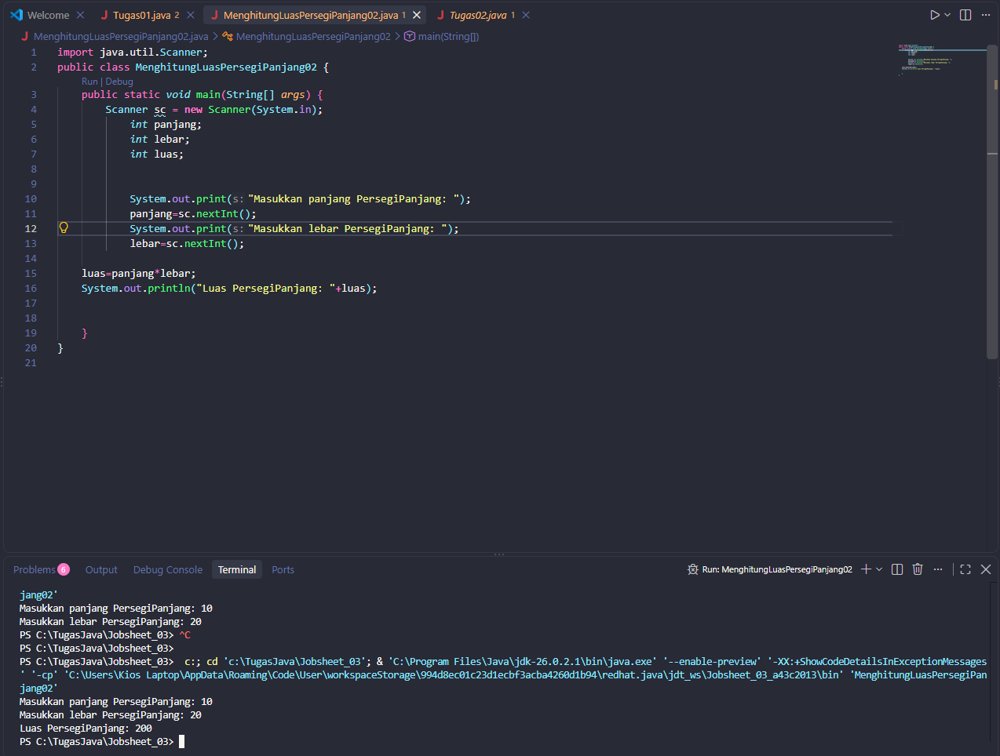 Welcome Tugas01.java 2 MenghitungLuasPersegiPanjang02.java 1 Tugas02.java 1
MenghitungLuasPersegiPanjang02.java > MenghitungLuasPersegiPanjang02 > main(String[])
1 import java.util.Scanner;
2 public class MenghitungLuasPersegiPanjang02 {
Run | Debug
3 public static void main(String[] args) {
4 Scanner sc = new Scanner(System.in);
5 int panjang;
6 int lebar;
7 int luas;
8
9
10 System.out.print(s: "Masukkan panjang PersegiPanjang: ");
11 panjang=sc.nextInt();
12 System.out.print(s: "Masukkan lebar PersegiPanjang: ");
13 lebar=sc.nextInt();
14
15 luas=panjang*lebar;
16 System.out.println("Luas PersegiPanjang: "+luas);
17
18
19 }
20 }
21
Problems 6 Output Debug Console Terminal Ports Run: MenghitungLuasPersegiPanjang02
jang02'
Masukkan panjang PersegiPanjang: 10
Masukkan lebar PersegiPanjang: 20
PS C:\TugasJava\Jobsheet_03> ^C
PS C:\TugasJava\Jobsheet_03>
PS C:\TugasJava\Jobsheet_03>  c:; cd 'c:\TugasJava\Jobsheet_03'; & 'C:\Program Files\Java\jdk-26.0.2.1\bin\java.exe' '--enable-preview' '-XX:+ShowCodeDetailsInExceptionMessages
' '-cp' 'C:\Users\Kios Laptop\AppData\Roaming\Code\User\workspaceStorage\994d8ec01c23d1ecbf3acba4260d1b94\redhat.java\jdt_ws\Jobsheet_03_a43c2013\bin' 'MenghitungLuasPersegiPan
jang02'
Masukkan panjang PersegiPanjang: 10
Masukkan lebar PersegiPanjang: 20
Luas PersegiPanjang: 200
PS C:\TugasJava\Jobsheet_03>